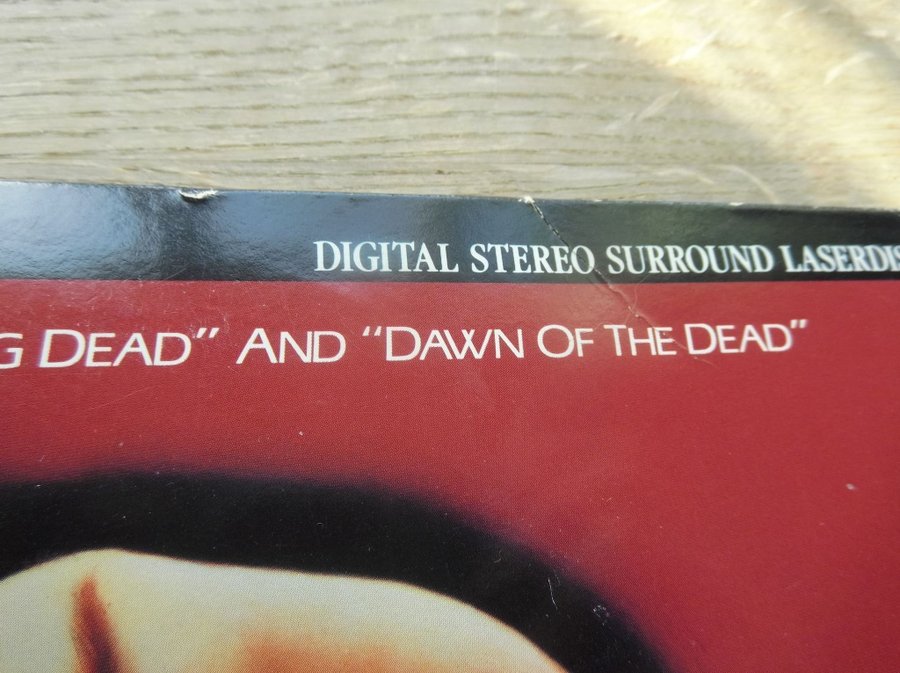 DIGITAL STEREO SURROUND LASERDIS
G DEAD” AND “DAWN OF THE DEAD”